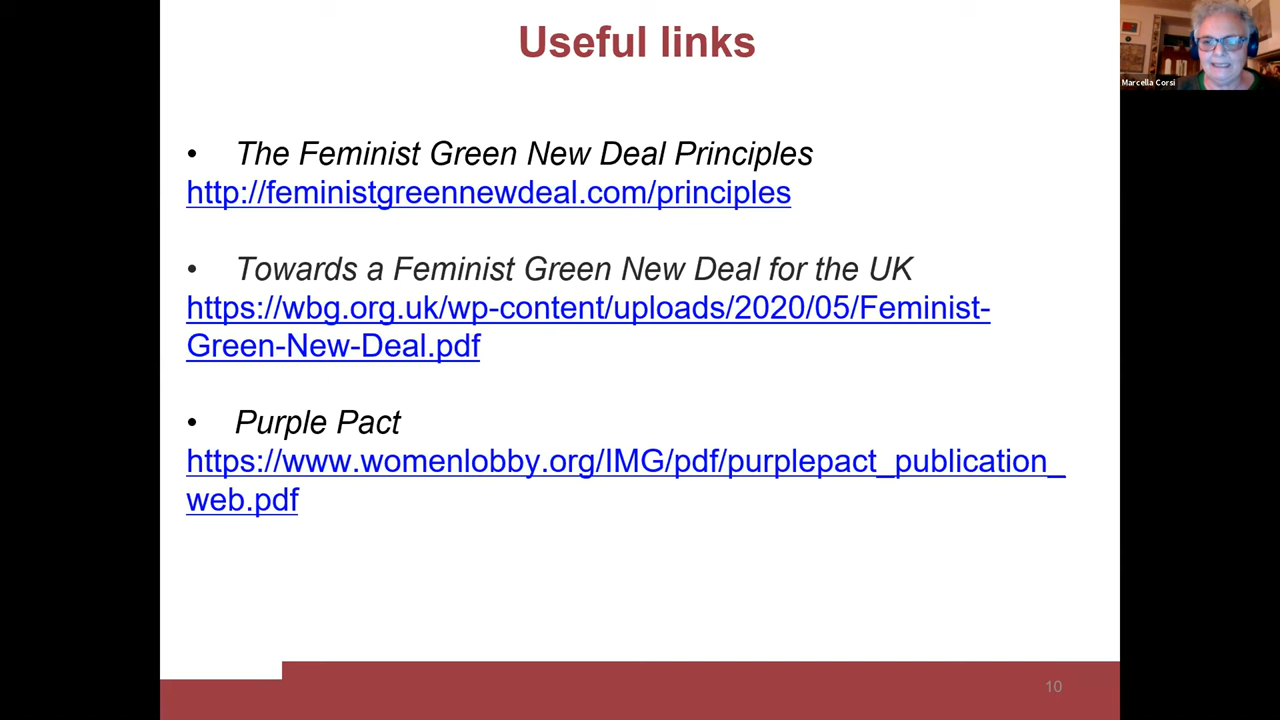 Useful links
Marcella Corsi
• The Feminist Green New Deal Principles
http://feministgreennewdeal.com/principles
• Towards a Feminist Green New Deal for the UK
https://wbg.org.uk/wp-content/uploads/2020/05/Feminist-
Green-New-Deal.pdf
• Purple Pact
https://www.womenlobby.org/IMG/pdf/purplepact_publication_
web.pdf
10